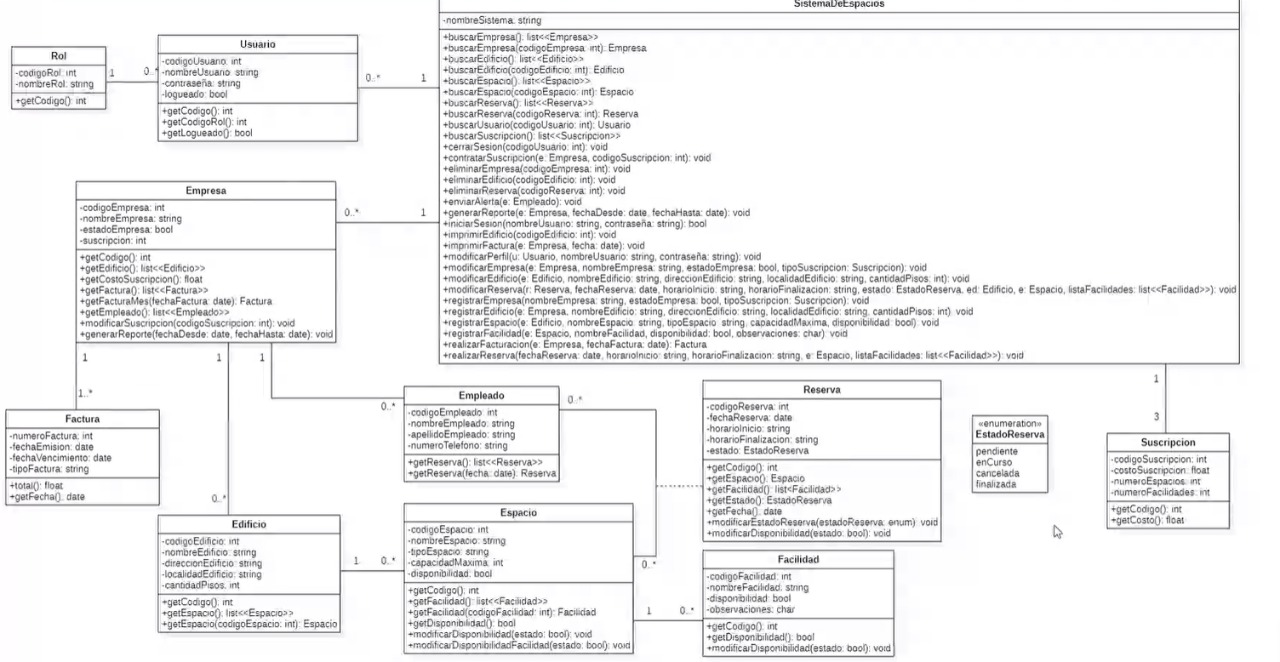 SistemaDeEspacios
-nombreSistema: string
+buscarEmpresa(): list<<Empresa>>
+buscarEmpresa(codigoEmpresa: int): Empresa
+buscarEdificio(): list<<Edificio>>
+buscarEdificio(codigoEdificio: int): Edificio
+buscarEspacio(): list<<Espacio>>
+buscarEspacio(codigoEspacio: int): Espacio
+buscarReserva(): list<<Reserva>>
+buscarReserva(codigoReserva: int): Reserva
+buscarUsuario(codigoUsuario: int): Usuario
+buscarSuscripcion(): list<<Suscripcion>>
+cerrarSesion(codigoUsuario: int): void
+contratarSuscripcion(e: Empresa, codigoSuscripcion: int): void
+eliminarEmpresa(codigoEmpresa: int): void
+eliminarEdificio(codigoEdificio: int): void
+eliminarReserva(codigoReserva: int): void
+enviarAlerta(e: Empleado): void
+generarReporte(e: Empresa, fechaDesde: date, fechaHasta: date): void
+iniciarSesion(nombreUsuario: string, contraseña: string): bool
+imprimirEdificio(codigoEdificio: int): void
+imprimirFactura(e: Empresa, fecha: date): void
+modificarPerfil(u: Usuario, nombreUsuario: string, contraseña: string): void
+modificarEmpresa(e: Empresa, nombreEmpresa: string, estadoEmpresa: bool, tipoSuscripcion: Suscripcion): void
+modificarEdificio(e: Edificio, nombreEdificio: string, direccionEdificio: string, localidadEdificio: string, cantidadPisos: int): void
+modificarReserva(r: Reserva, fechaReserva: date, horarioInicio: string, horarioFinalizacion: string, estado: EstadoReserva, ed: Edificio, e: Espacio, listaFacilidades: list<<Facilidad>>): void
+registrarEmpresa(nombreEmpresa: string, estadoEmpresa: bool, tipoSuscripcion: Suscripcion): void
+registrarEdificio(e: Empresa, nombreEdificio: string, direccionEdificio: string, localidadEdificio: string, cantidadPisos: int): void
+registrarEspacio(e: Edificio, nombreEspacio: string, tipoEspacio: string, capacidadMaxima: int, disponibilidad: bool): void
+registrarFacilidad(e: Espacio, nombreFacilidad, disponibilidad: bool, observaciones: char): void
+realizarFacturacion(e: Empresa, fechaFactura: date): Factura
+realizarReserva(fechaReserva: date, horarioInicio: string, horarioFinalizacion: string, e: Espacio, listaFacilidades: list<<Facilidad>>): void
Rol
-codigoRol: int
-nombreRol: string
+getCodigo(): int
1
0..*
Usuario
-codigoUsuario: int
-nombreUsuario: string
-contraseña: string
-logueado: bool
+getCodigo(): int
+getCodigoRol(): int
+getLogueado(): bool
0..*
1
Empresa
-codigoEmpresa: int
-nombreEmpresa: string
-estadoEmpresa: bool
-suscripcion: int
+getCodigo(): int
+getEdificio(): list<<Edificio>>
+getCostoSuscripcion(): float
+getFactura(): list<<Factura>>
+getFacturaMes(fechaFactura: date): Factura
+getEmpleado(): list<<Empleado>>
+modificarSuscripcion(codigoSuscripcion: int): void
+generarReporte(fechaDesde: date, fechaHasta: date): void
0..*
1
1
1..*
1
0..*
1
0..*
Factura
-numeroFactura: int
-fechaEmision: date
-fechaVencimiento: date
-tipoFactura: string
+total(): float
+getFecha(): date
Empleado
-codigoEmpleado: int
-nombreEmpleado: string
-apellidoEmpleado: string
-numeroTelefono: string
+getReserva(): list<<Reserva>>
+getReserva(fecha: date): Reserva
0..*
Reserva
-codigoReserva: int
-fechaReserva: date
-horarioInicio: string
-horarioFinalizacion: string
-estado: EstadoReserva
+getCodigo(): int
+getEspacio(): Espacio
+getFacilidad(): list<Facilidad>>
+getEstado(): EstadoReserva
+getFecha(): date
+modificarEstadoReserva(estadoReserva: enum): void
+modificarDisponibilidad(estado: bool): void
«enumeration»
EstadoReserva
pendiente
enCurso
cancelada
finalizada
1
3
Suscripcion
-codigoSuscripcion: int
-costoSuscripcion: float
-numeroEspacios: int
-numeroFacilidades: int
+getCodigo(): int
+getCosto(): float
Edificio
-codigoEdificio: int
-nombreEdificio: string
-direccionEdificio: string
-localidadEdificio: string
-cantidadPisos: int
+getCodigo(): int
+getEspacio(): list<<Espacio>>
+getEspacio(codigoEspacio: int): Espacio
1
0..*
Espacio
-codigoEspacio: int
-nombreEspacio: string
-tipoEspacio: string
-capacidadMaxima: int
-disponibilidad: bool
+getCodigo(): int
+getFacilidad(): list<<Facilidad>>
+getFacilidad(codigoFacilidad: int): Facilidad
+getDisponibilidad(): bool
+modificarDisponibilidad(estado: bool): void
+modificarDisponibilidadFacilidad(estado: bool): void
0..*
1
0..*
Facilidad
-codigoFacilidad: int
-nombreFacilidad: string
-disponibilidad: bool
-observaciones: char
+getCodigo(): int
+getDisponibilidad(): bool
+modificarDisponibilidad(estado: bool): void